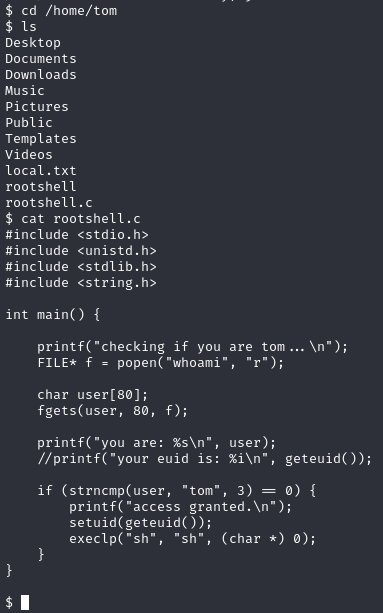 $ cd /home/tom
$ ls
Desktop
Documents
Downloads
Music
Pictures
Public
Templates
Videos
local.txt
rootshell
rootshell.c
$ cat rootshell.c
#include <stdio.h>
#include <unistd.h>
#include <stdlib.h>
#include <string.h>

int main() {

    printf("checking if you are tom...\n");
    FILE* f = popen("whoami", "r");

    char user[80];
    fgets(user, 80, f);

    printf("you are: %s\n", user);
    //printf("your euid is: %i\n", geteuid());

    if (strncmp(user, "tom", 3) == 0) {
        printf("access granted.\n");
        setuid(geteuid());
        execlp("sh", "sh", (char *) 0);
    }
}

$